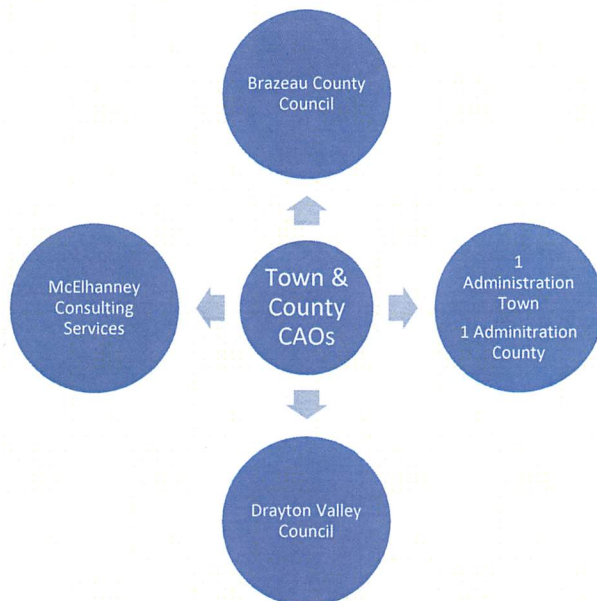 Brazeau County
Council
McElhanney
Consulting
Services
Town &
County
CAOs
1
Administration
Town
1 Adminitration
County
Drayton Valley
Council